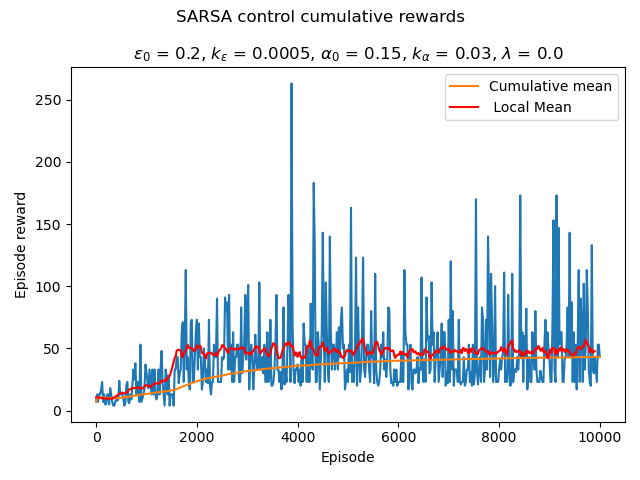 SARSA control cumulative rewards
ε₀ = 0.2, kε = 0.0005, α₀ = 0.15, kα = 0.03, λ = 0.0
Cumulative mean
Local Mean
Episode reward
250
200
150
100
50
0
0 2000 4000 6000 8000 10000
Episode